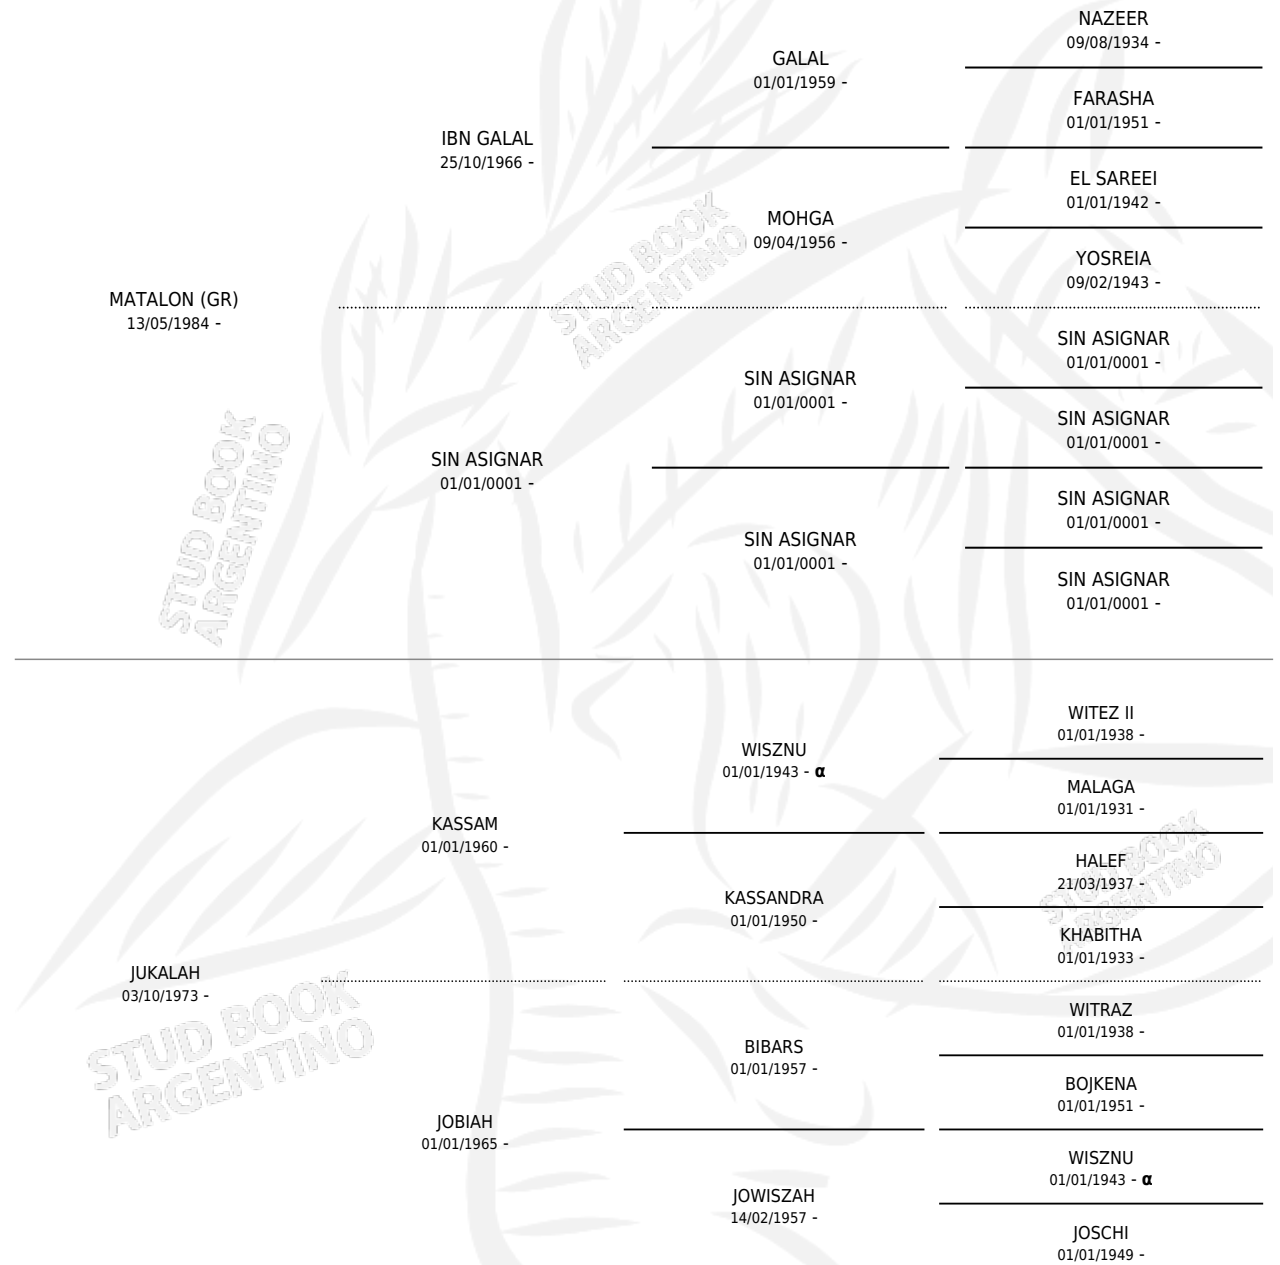 NAZEER
09/08/1934 -
GALAL
01/01/1959 -
FARASHA
01/01/1951 -
IBN GALAL
25/10/1966 -
EL SAREEI
01/01/1942 -
MOHGA
09/04/1956 -
YOSREIA
09/02/1943 -
MATALON (GR)
13/05/1984 -
SIN ASIGNAR
01/01/0001 -
SIN ASIGNAR
01/01/0001 -
SIN ASIGNAR
01/01/0001 -
SIN ASIGNAR
01/01/0001 -
SIN ASIGNAR
01/01/0001 -
SIN ASIGNAR
01/01/0001 -
SIN ASIGNAR
01/01/0001 -
STUD BOOK
ARGENTINO
STUD BOOK
ARGENTINO
WITEZ II
01/01/1938 -
WISZNU
01/01/1943 - α
MALAGA
01/01/1931 -
KASSAM
01/01/1960 -
HALEF
21/03/1937 -
KASSANDRA
01/01/1950 -
KHABITHA
01/01/1933 -
JUKALAH
03/10/1973 -
WITRAZ
01/01/1938 -
BIBARS
01/01/1957 -
BOJKENA
01/01/1951 -
JOBIAH
01/01/1965 -
WISZNU
01/01/1943 - α
JOWISZAH
14/02/1957 -
JOSCHI
01/01/1949 -
STUD BOOK
ARGENTINO
STUD BOOK
ARGENTINO